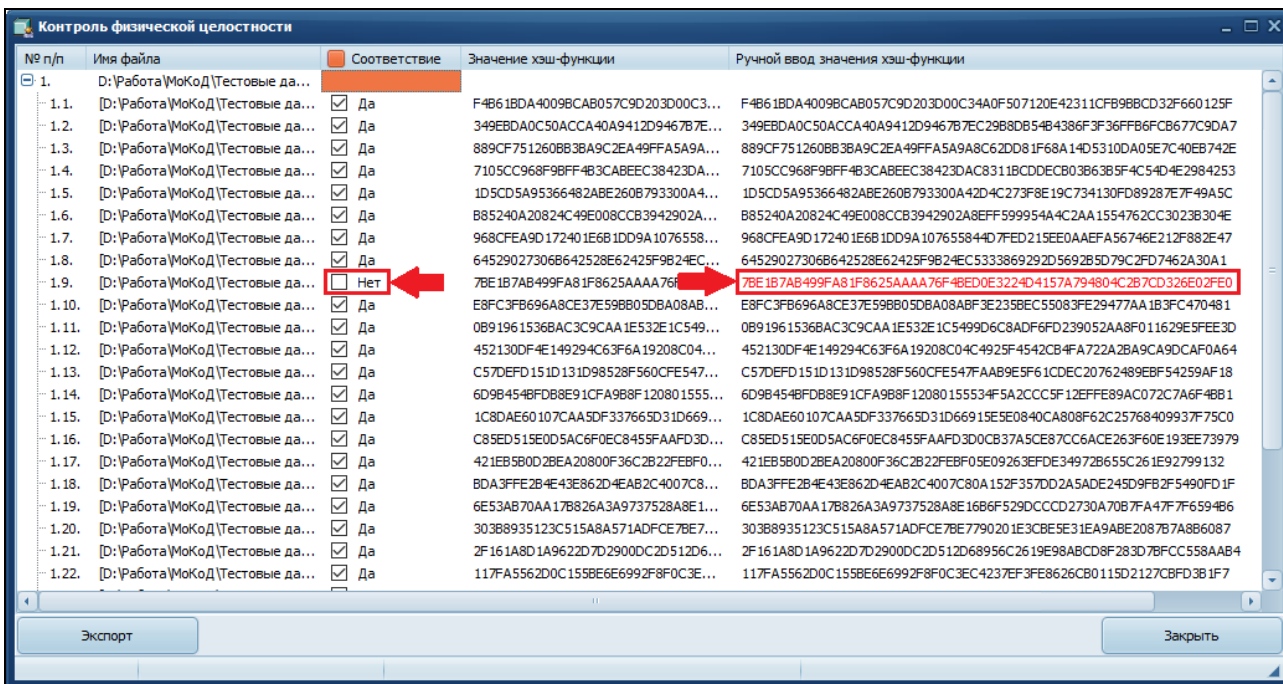 Контроль физической целостности
№ п/п Имя файла Соответствие Значение хэш-функции Ручной ввод значения хэш-функции
1. D:\Работа\МоКоД\Тестовые да...
1.1. [D:\Работа\МоКоД\Тестовые да... Да F4B61BDA4009BCAB057C9D203D00C3... F4B61BDA4009BCAB057C9D203D00C34A0F507120E42311CFB9BBCD32F660125F
1.2. [D:\Работа\МоКоД\Тестовые да... Да 349EBDA0C50ACCA40A9412D9467B7E... 349EBDA0C50ACCA40A9412D9467B7EC29B8DB54B4386F3F36FFB6FCB677C9DA7
1.3. [D:\Работа\МоКоД\Тестовые да... Да 889CF751260BB3BA9C2EA49FFA5A9A... 889CF751260BB3BA9C2EA49FFA5A9A8C62DD81F68A14D5310DA05E7C40EB742E
1.4. [D:\Работа\МоКоД\Тестовые да... Да 7105CC968F9BFF4B3CABEEC38423DA... 7105CC968F9BFF4B3CABEEC38423DAC8311BCDDECB03B63B5F4C54D4E2984253
1.5. [D:\Работа\МоКоД\Тестовые да... Да 1D5CD5A95366482ABE260B793300A4... 1D5CD5A95366482ABE260B793300A42D4C273F8E19C734130FD89287E7F49A5C
1.6. [D:\Работа\МоКоД\Тестовые да... Да B85240A20824C49E008CCB3942902A... B85240A20824C49E008CCB3942902A8EFF599954A4C2AA1554762CC3023B304E
1.7. [D:\Работа\МоКоД\Тестовые да... Да 968CFEA9D172401E6B1DD9A1076558... 968CFEA9D172401E6B1DD9A107655844D7FED215EE0AAEFA56746E212F882E47
1.8. [D:\Работа\МоКоД\Тестовые да... Да 64529027306B642528E62425F9B24EC... 64529027306B642528E62425F9B24EC5333869292D5692B5D79C2FD7462A30A1
1.9. [D:\Работа\МоКоД\Тестовые да... Нет 7BE1B7AB499FA81F8625AAAA76F 7BE1B7AB499FA81F8625AAAA76F4BED0E3224D4157A794804C2B7CD326E02FE0
1.10. [D:\Работа\МоКоД\Тестовые да... Да E8FC3FB696A8CE37E59BB05DBA08AB... E8FC3FB696A8CE37E59BB05DBA08ABF3E235BEC55083FE29477AA1B3FC470481
1.11. [D:\Работа\МоКоД\Тестовые да... Да 0B91961536BAC3C9CAA1E532E1C549... 0B91961536BAC3C9CAA1E532E1C5499D6C8ADF6FD239052AA8F011629E5FEE3D
1.12. [D:\Работа\МоКоД\Тестовые да... Да 452130DF4E149294C63F6A19208C04... 452130DF4E149294C63F6A19208C04C4925F4542CB4FA722A2BA9CA9DCAF0A64
1.13. [D:\Работа\МоКоД\Тестовые да... Да C57DEFD151D131D98528F560CFE547... C57DEFD151D131D98528F560CFE547FAAB9E5F61CDEC20762489EBF54259AF18
1.14. [D:\Работа\МоКоД\Тестовые да... Да 6D9B454BFDB8E91CFA9B8F120801555... 6D9B454BFDB8E91CFA9B8F12080155534F5A2CCC5F12EFFE89AC072C7A6F4BB1
1.15. [D:\Работа\МоКоД\Тестовые да... Да 1C8DAE60107CAA5DF337665D31D669... 1C8DAE60107CAA5DF337665D31D66915E5E0840CA808F62C25768409937F75C0
1.16. [D:\Работа\МоКоД\Тестовые да... Да C85ED515E0D5AC6F0EC8455FAAFD3D... C85ED515E0D5AC6F0EC8455FAAFD3D0CB37A5CE87CC6ACE263F60E193EE73979
1.17. [D:\Работа\МоКоД\Тестовые да... Да 421EB5B0D2BEA20800F36C2B22FEBF0... 421EB5B0D2BEA20800F36C2B22FEBF05E09263EFDE34972B655C261E92799132
1.18. [D:\Работа\МоКоД\Тестовые да... Да BDA3FFE2B4E43E862D4EAB2C4007C8... BDA3FFE2B4E43E862D4EAB2C4007C80A152F357DD2A5ADE245D9FB2F5490FD1F
1.19. [D:\Работа\МоКоД\Тестовые да... Да 6E53AB70AA17B826A3A9737528A8E1... 6E53AB70AA17B826A3A9737528A8E16B6F529DCCCD2730A70B7FA47F7F6594B6
1.20. [D:\Работа\МоКоД\Тестовые да... Да 303B8935123C515A8A571ADFCE7BE7... 303B8935123C515A8A571ADFCE7BE7790201E3CBE5E31EA9ABE2087B7A8B6087
1.21. [D:\Работа\МоКоД\Тестовые да... Да 2F161A8D1A9622D7D2900DC2D512D6... 2F161A8D1A9622D7D2900DC2D512D68956C2619E98ABCD8F283D7BFCC558AAB4
1.22. [D:\Работа\МоКоД\Тестовые да... Да 117FA5562D0C155BE6E6992F8F0C3E... 117FA5562D0C155BE6E6992F8F0C3EC4237EF3FE8626CB0115D2127CBFD3B1F7
Экспорт Закрыть